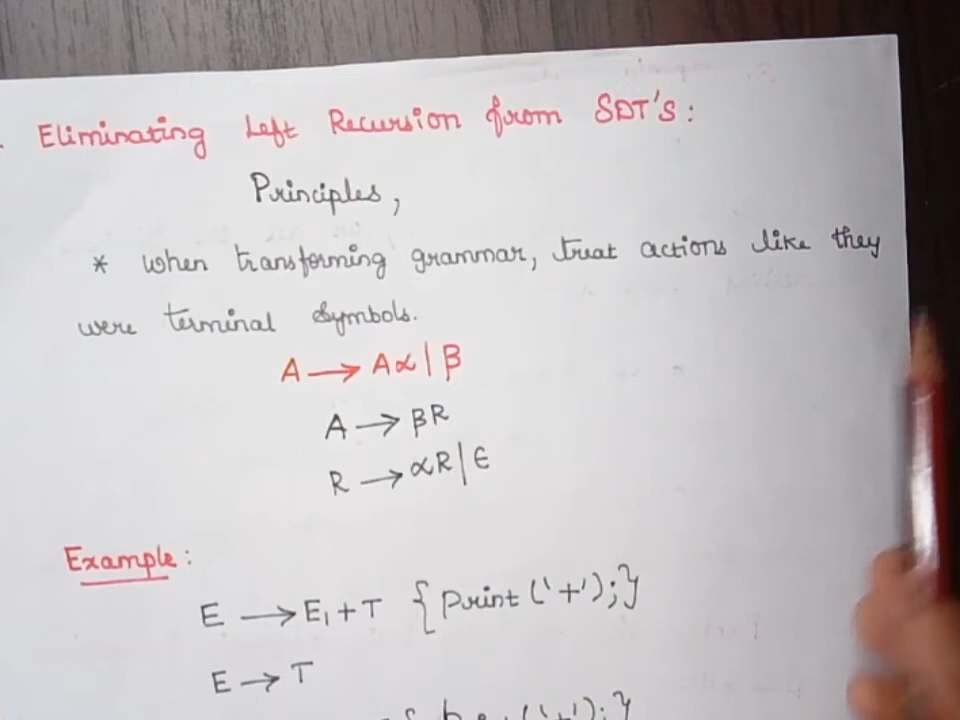 Eliminating Left Recursion from SDT'S:
Principles,
* when transforming grammar, treat actions like they
were terminal symbols.
A → Aα | β
A → βR
R → αR | ϵ
Example:
E → E₁ + T {print('+');}
E → T
('+');}